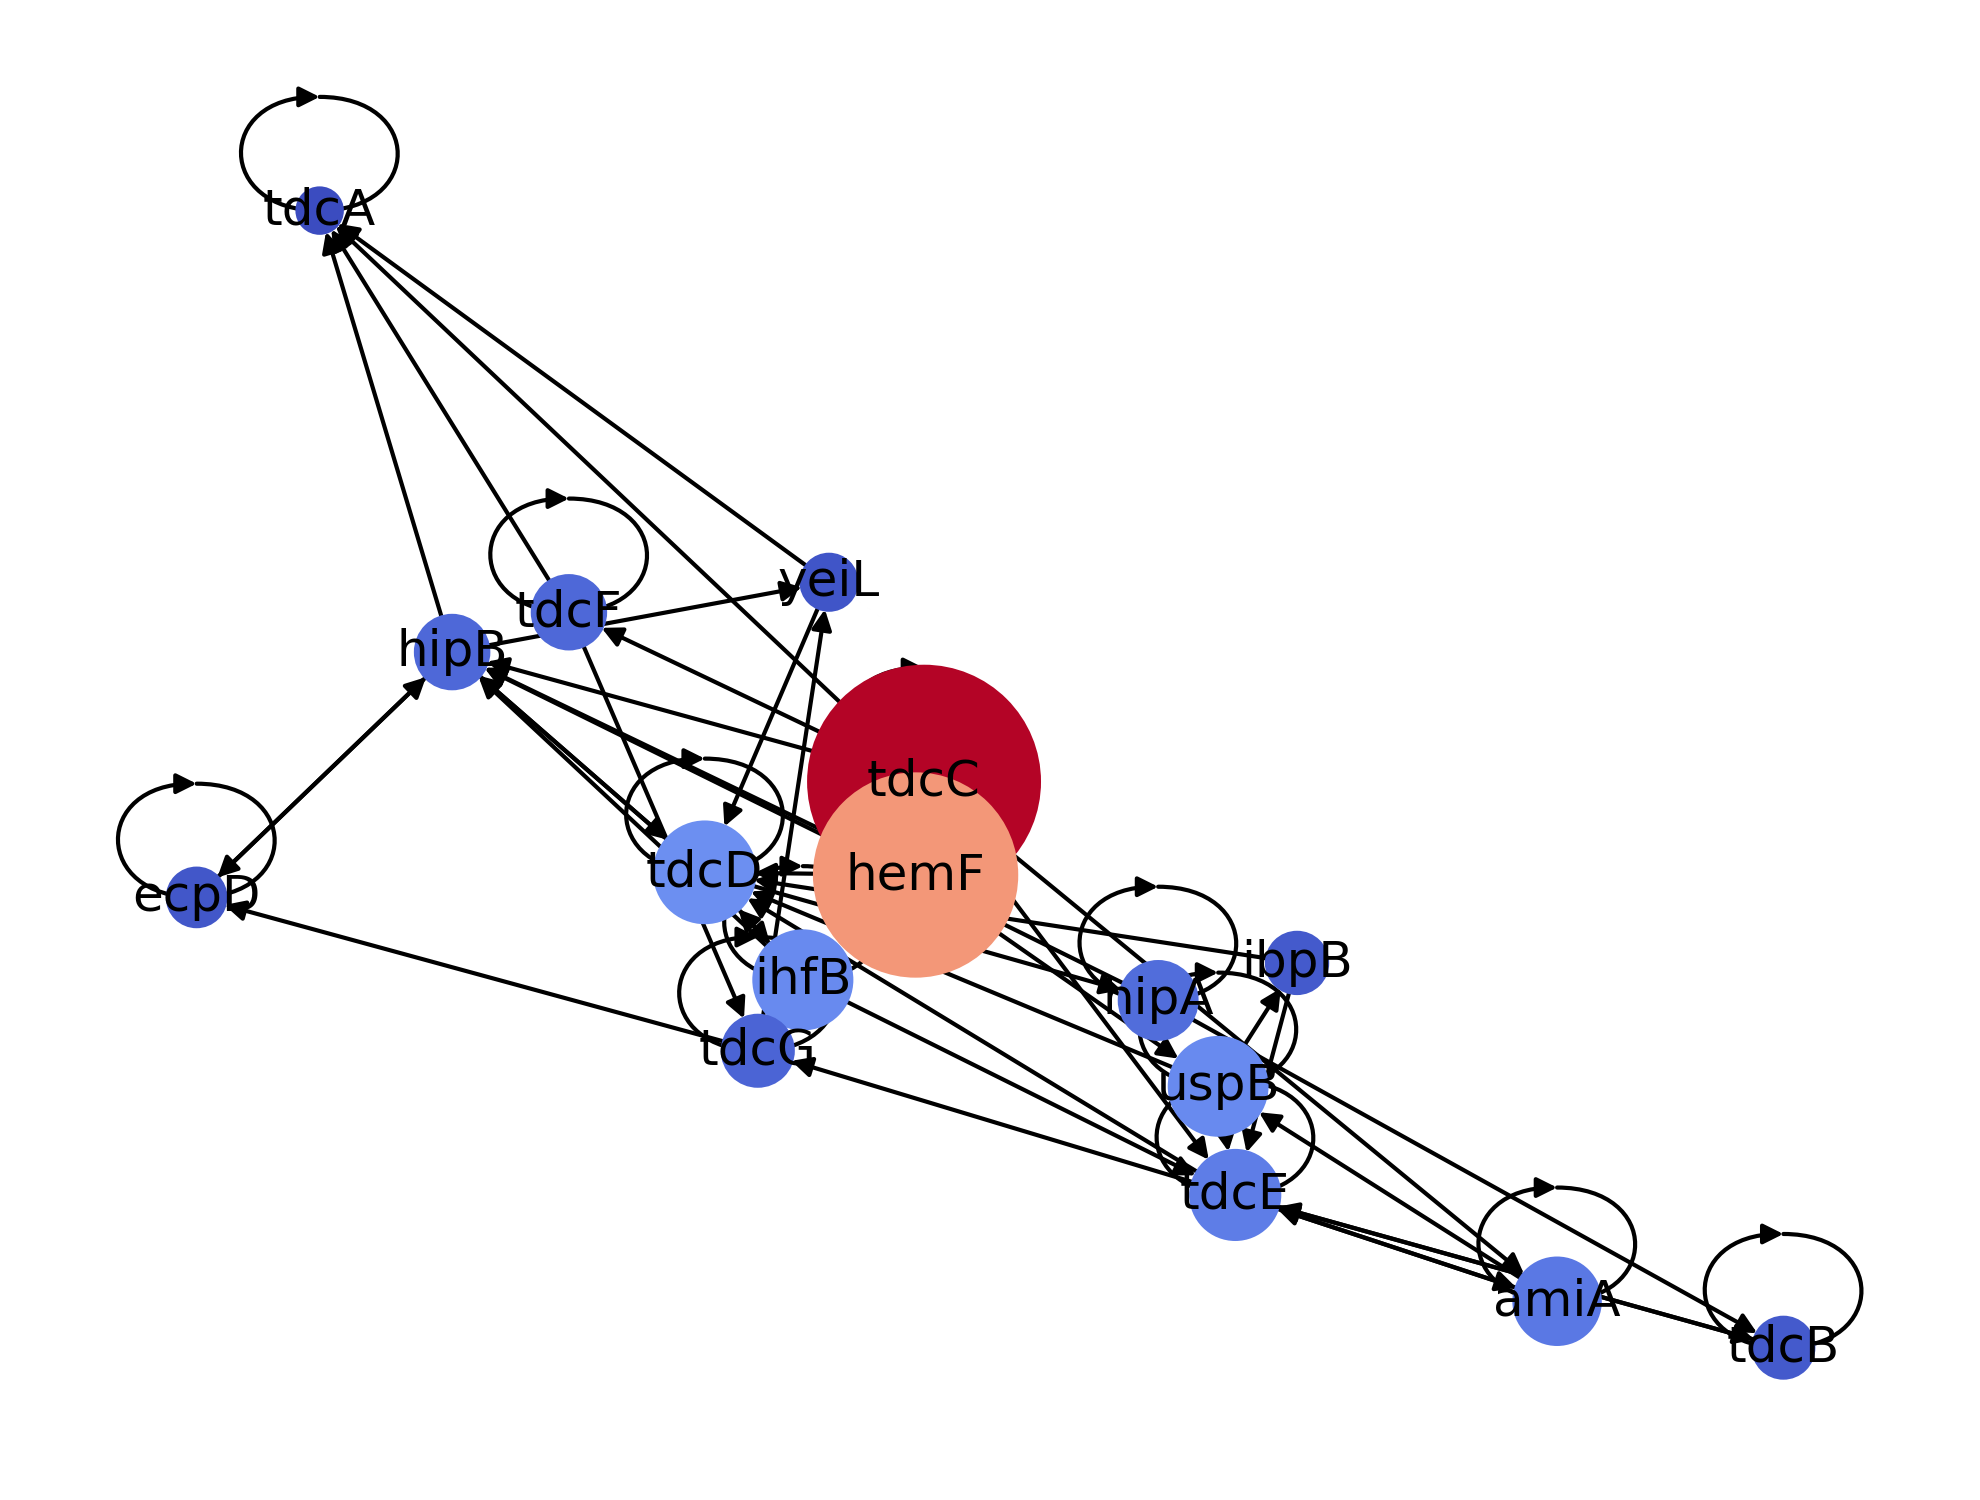 tdcA
yeiL
tdcF
hipB
tdcC
tdcD
hemF
ecpD
ibpB
ihfB
hipA
tdcG
uspB
tdcE
amiA
tdcB